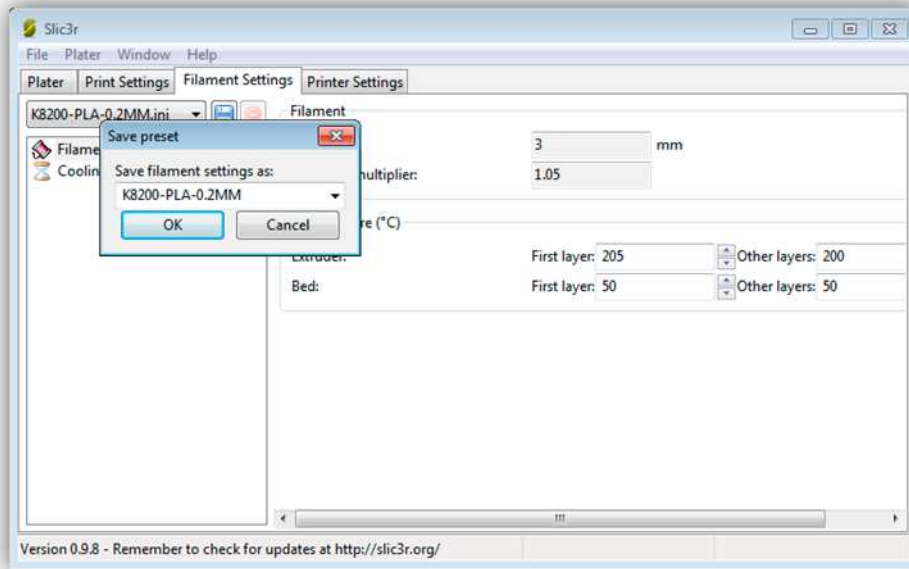 Slic3r
File Plater Window Help
Plater Print Settings Filament Settings Printer Settings
K8200-PLA-0.2MM.ini Filament
Save preset
Filame
Coolin
Save filament settings as:
K8200-PLA-0.2MM
OK Cancel
3 mm
multiplier: 1.05
re (°C)
Extruder: First layer: 205 Other layers: 200
Bed: First layer: 50 Other layers: 50
Version 0.9.8 - Remember to check for updates at http://slic3r.org/